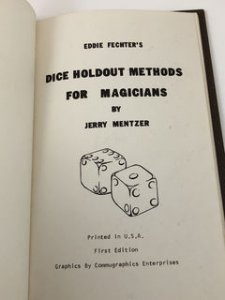 EDDIE FECHTER'S
DICE HOLDOUT METHODS
FOR MAGICIANS
BY
JERRY MENTZER
Printed in U.S.A.
First Edition
Graphics By Commugraphics Enterprises